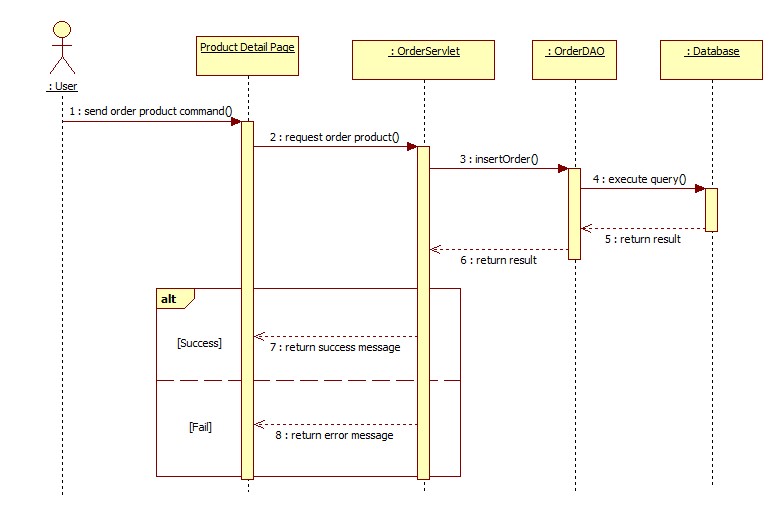 Product Detail Page
: OrderServlet
: OrderDAO
: Database
: User
1 : send order product command()
2 : request order product()
3 : insertOrder()
4 : execute query()
5 : return result
6 : return result
alt
[Success]
7 : return success message
[Fail]
8 : return error message